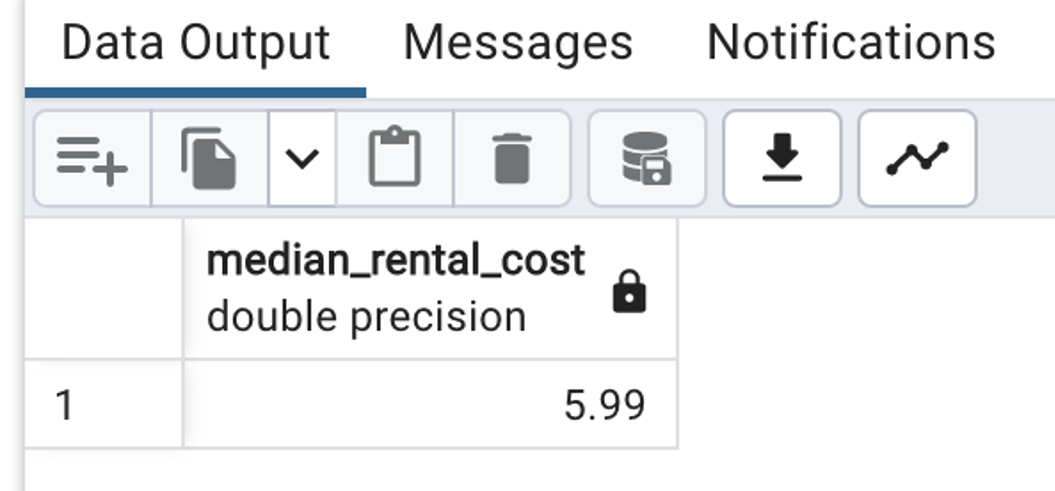 Data Output Messages Notifications
median_rental_cost
double precision
1 5.99